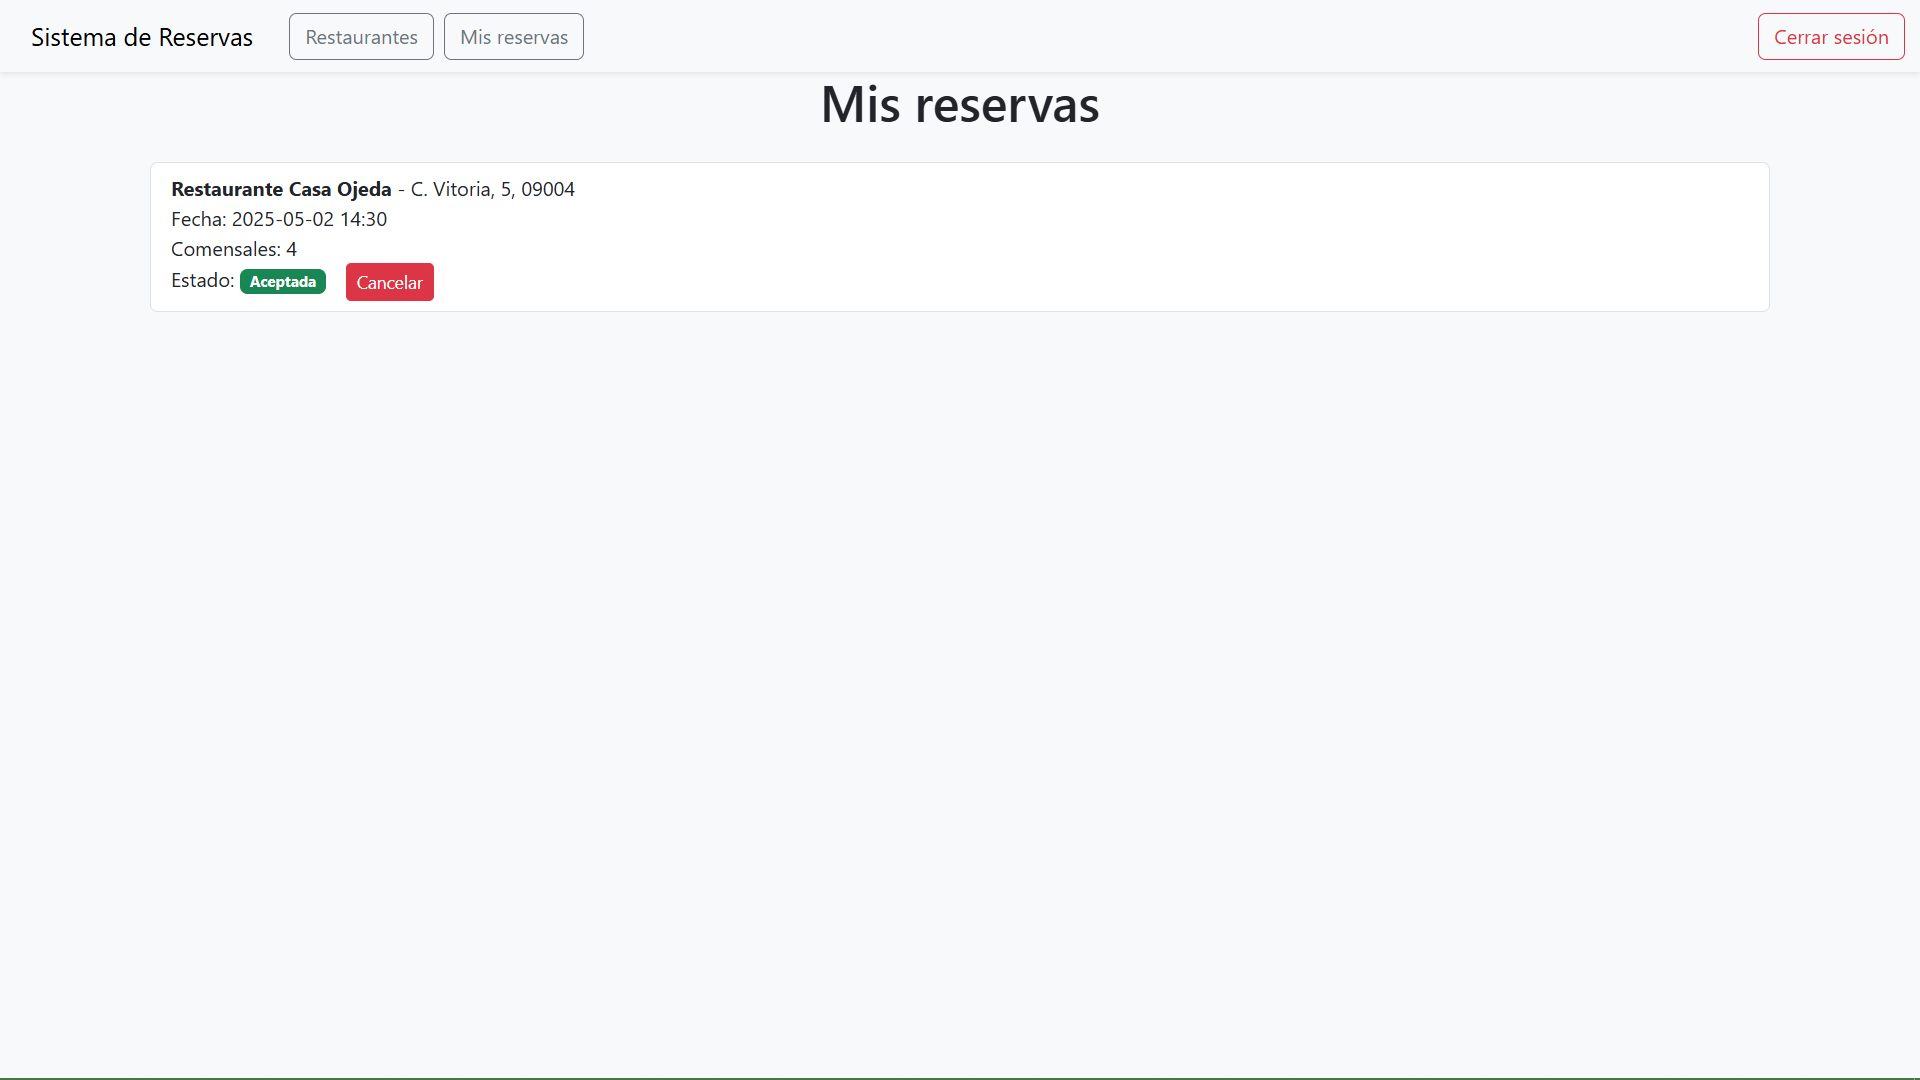 Sistema de Reservas Restaurantes Mis reservas Cerrar sesión
Mis reservas
Restaurante Casa Ojeda - C. Vitoria, 5, 09004
Fecha: 2025-05-02 14:30
Comensales: 4
Estado: Aceptada Cancelar